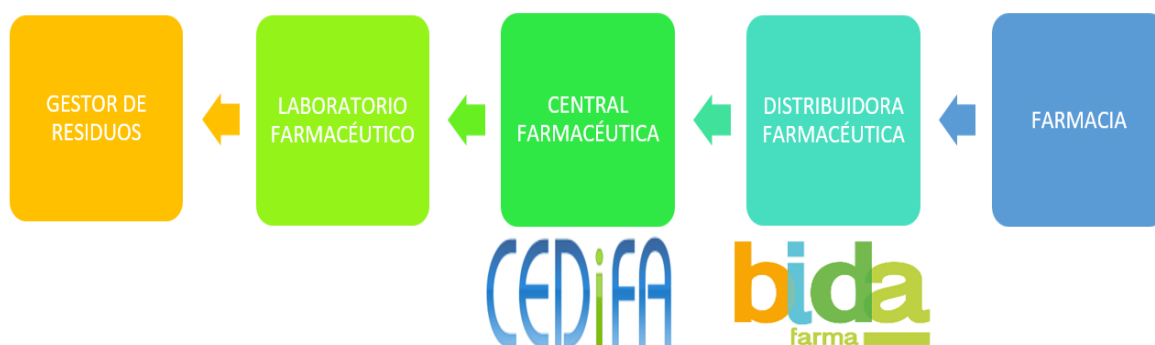 GESTOR DE
RESIDUOS
LABORATORIO
FARMACÉUTICO
CENTRAL
FARMACÉUTICA
DISTRIBUIDORA
FARMACÉUTICA
FARMACIA
CEDiFA
bida
farma